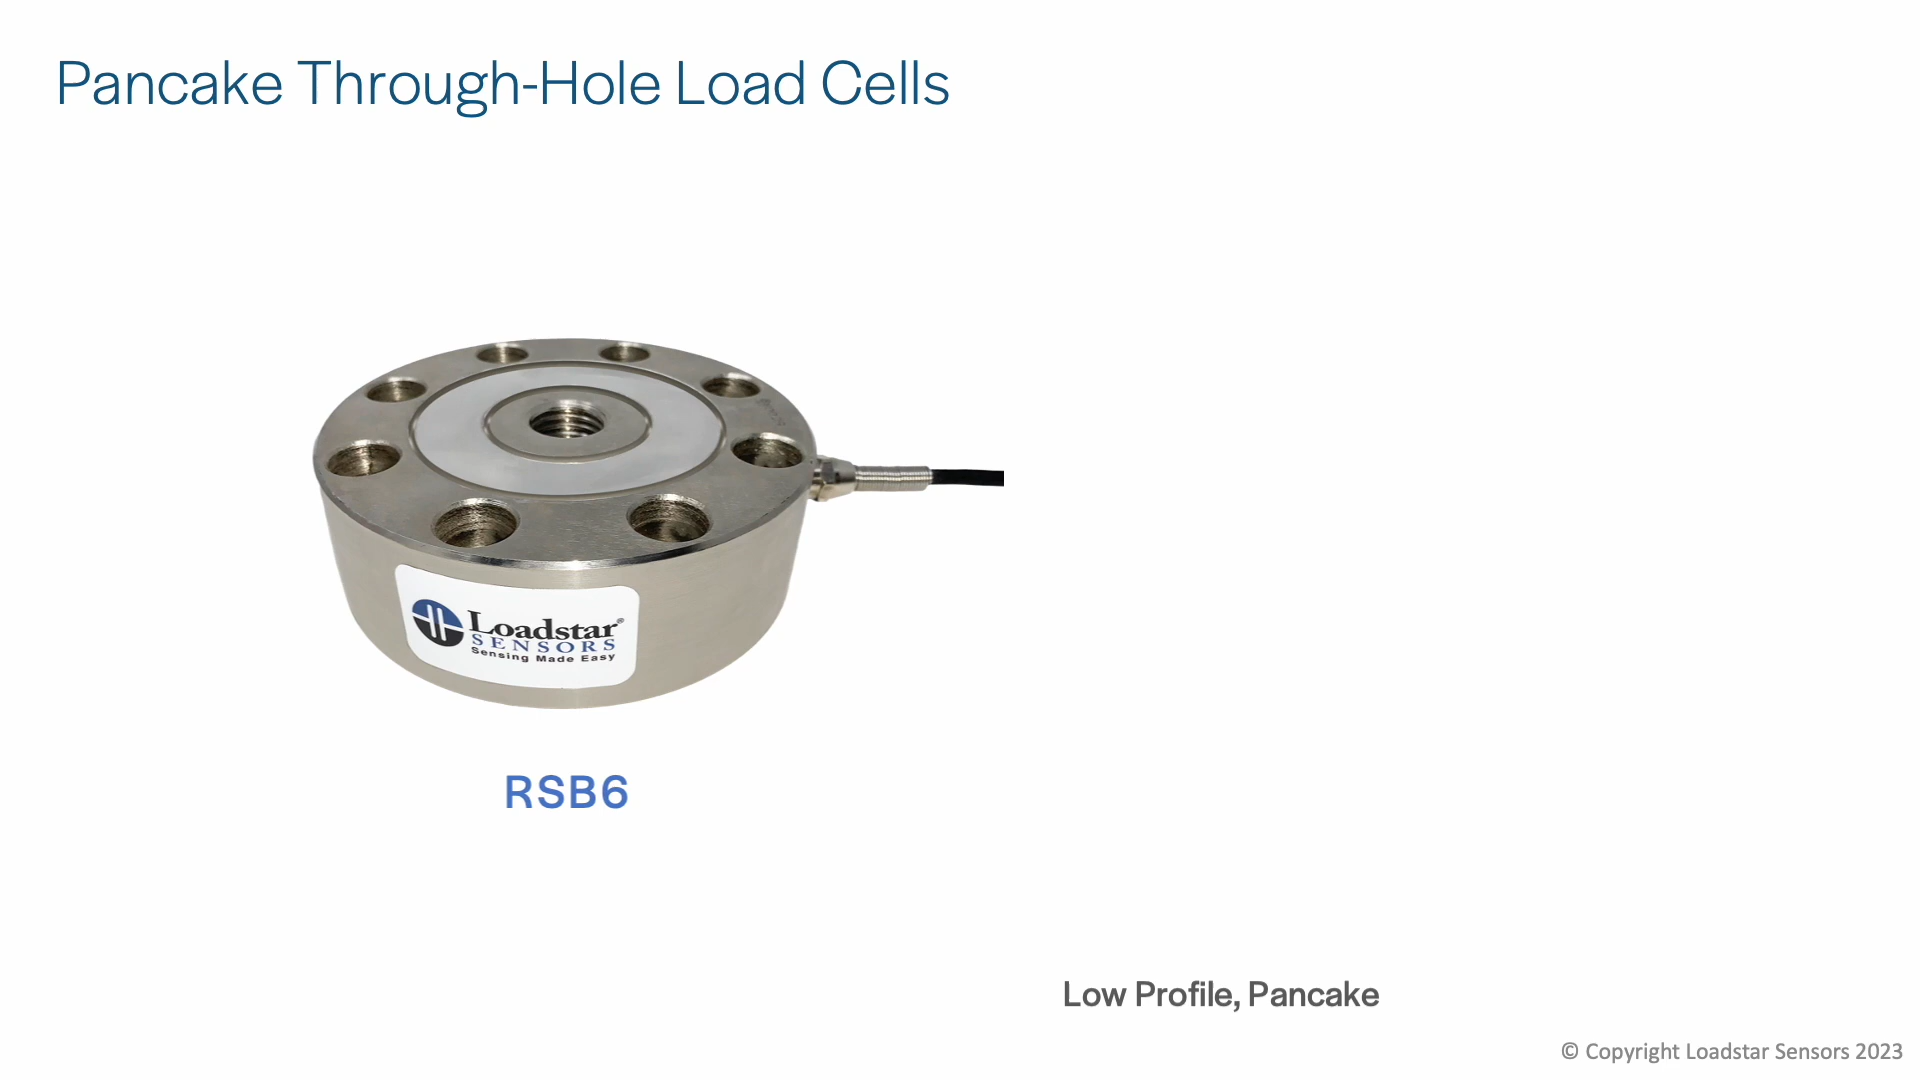 Pancake Through-Hole Load Cells
Loadstar®
SENSORS
Sensing Made Easy
RSB6
Low Profile, Pancake
© Copyright Loadstar Sensors 2023